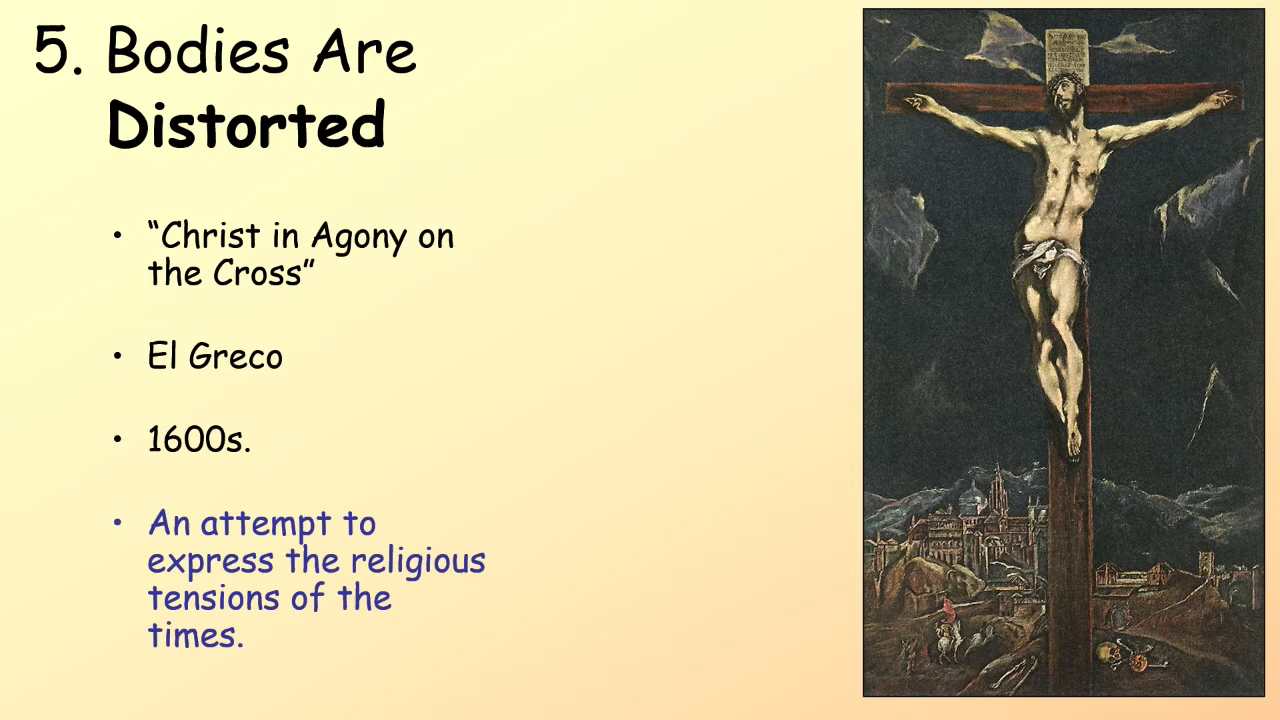 5. Bodies Are
Distorted
• “Christ in Agony on
the Cross”
• El Greco
• 1600s.
• An attempt to
express the religious
tensions of the
times.